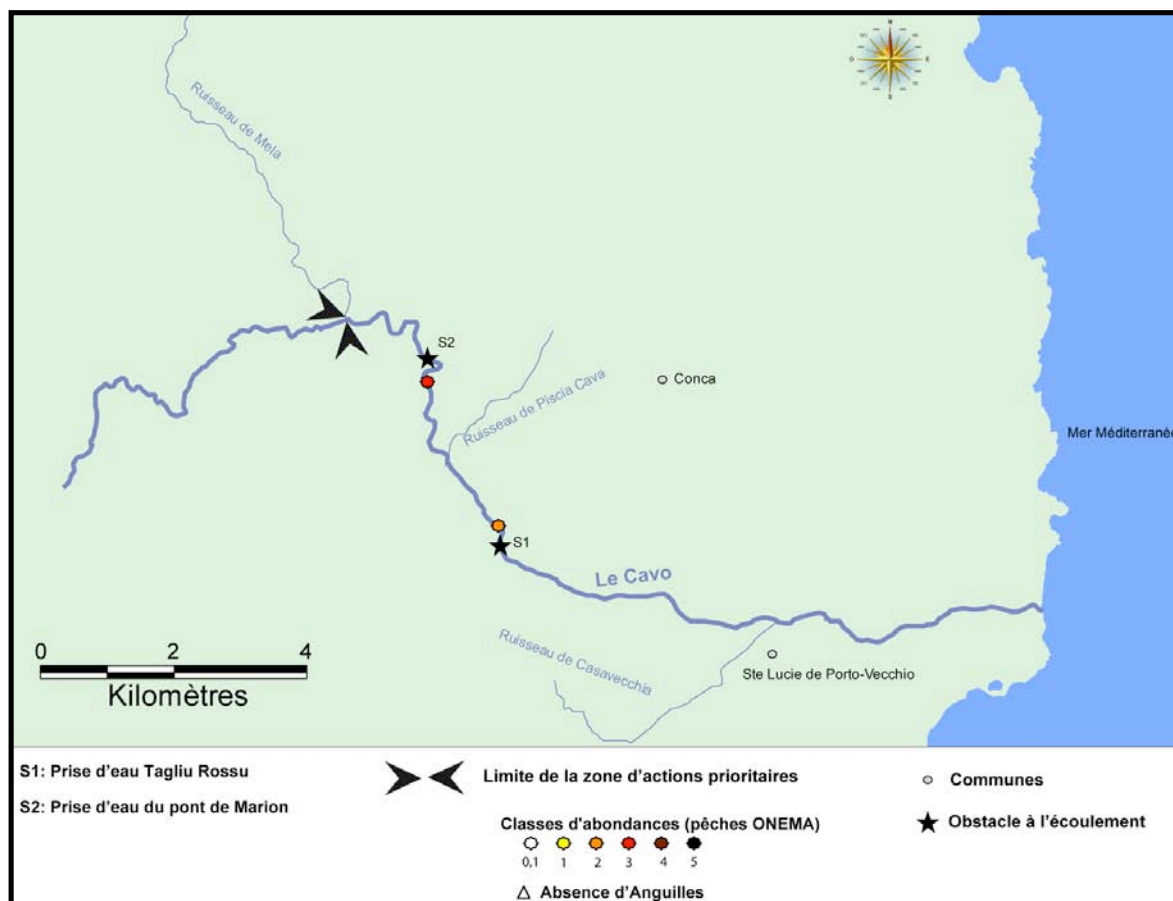 N
O
E
S
Ruisseau de Mela
S2
Ruisseau de Piscia Cava
Conca
Mer Méditerranée
S1
Le Cavo
Ruisseau de Casavecchia
Ste Lucie de Porto-Vecchio
0 2 4
Kilomètres
S1: Prise d'eau Tagliu Rossu
S2: Prise d'eau du pont de Marion
Limite de la zone d'actions prioritaires
Classes d'abondances (pêches ONEMA)
0,1 1 2 3 4 5
Absence d'Anguilles
Communes
Obstacle à l'écoulement